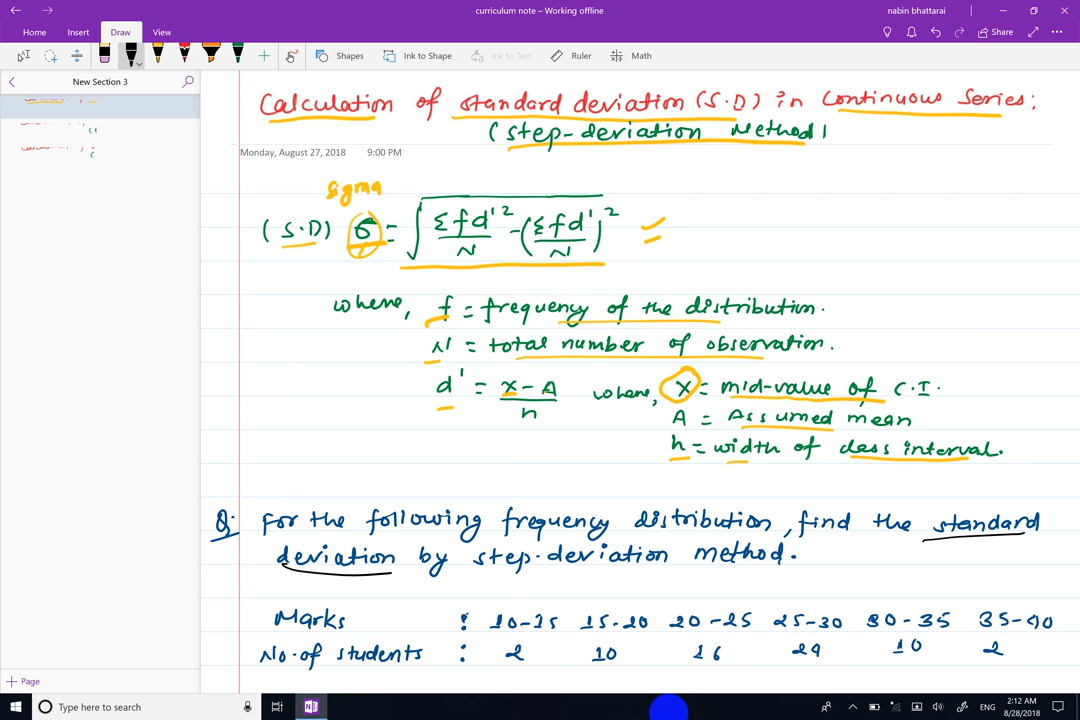 curriculum note – Working offline
nabin bhattarai
Home Insert Draw View
Share
Shapes Ink to Shape Ink to Text Ruler Math
New Section 3
Calculation of standard deviation (S.D) in Continuous Series:
(step-deviation Method)
Monday, August 27, 2018 9:00 PM
sigma
(S.D) σ = √ Σfd'²/N - (Σfd'/N)²
where, f = frequency of the distribution.
N = total number of observation.
d' = x - A / h where, X = mid-value of C.I.
A = Assumed mean
h = width of class interval.
Q. For the following frequency distribution, find the standard
deviation by step-deviation method.
Marks : 10-15 15-20 20-25 25-30 30-35 35-40
No. of students : 2 10 16 24 10 2
Page
Type here to search
ENG
2:12 AM
8/28/2018